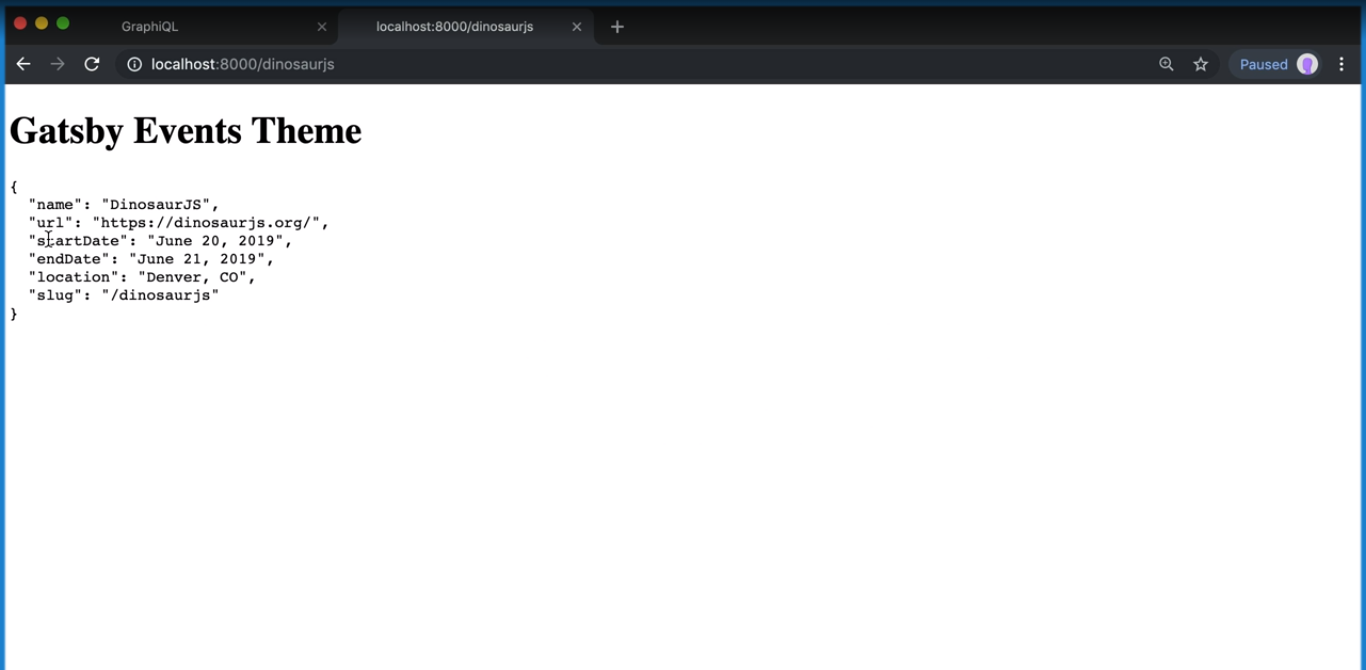 GraphiQL
localhost:8000/dinosaurjs
localhost:8000/dinosaurjs
Paused
Gatsby Events Theme
{
"name": "DinosaurJS",
"url": "https://dinosaurjs.org/",
"startDate": "June 20, 2019",
"endDate": "June 21, 2019",
"location": "Denver, CO",
"slug": "/dinosaurjs"
}